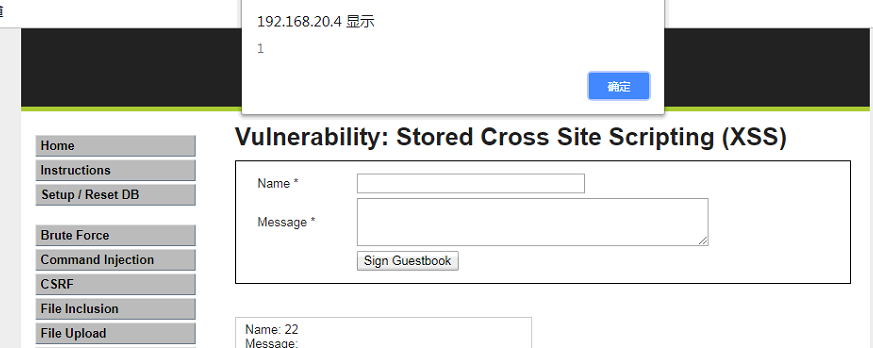 192.168.20.4 显示
1
确定
Vulnerability: Stored Cross Site Scripting (XSS)
Home
Instructions
Setup / Reset DB
Brute Force
Command Injection
CSRF
File Inclusion
File Upload
Name *
Message *
Sign Guestbook
Name: 22
Message: